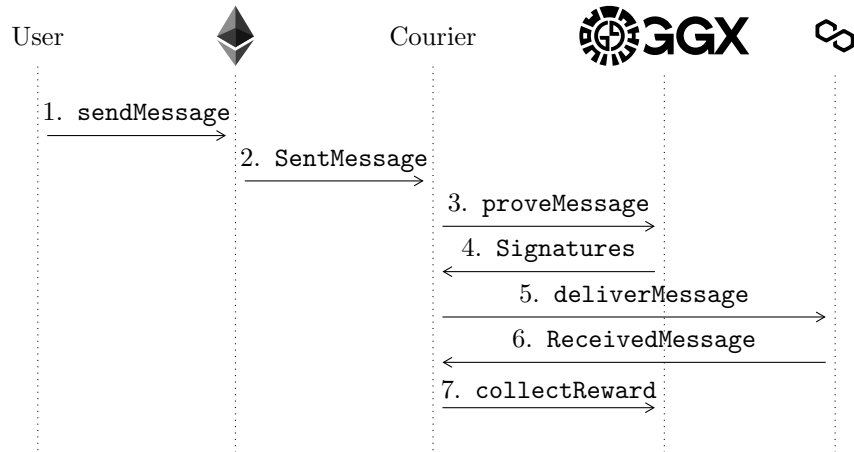 User
Courier
GGX
1. sendMessage
2. SentMessage
3. proveMessage
4. Signatures
5. deliverMessage
6. ReceivedMessage
7. collectReward